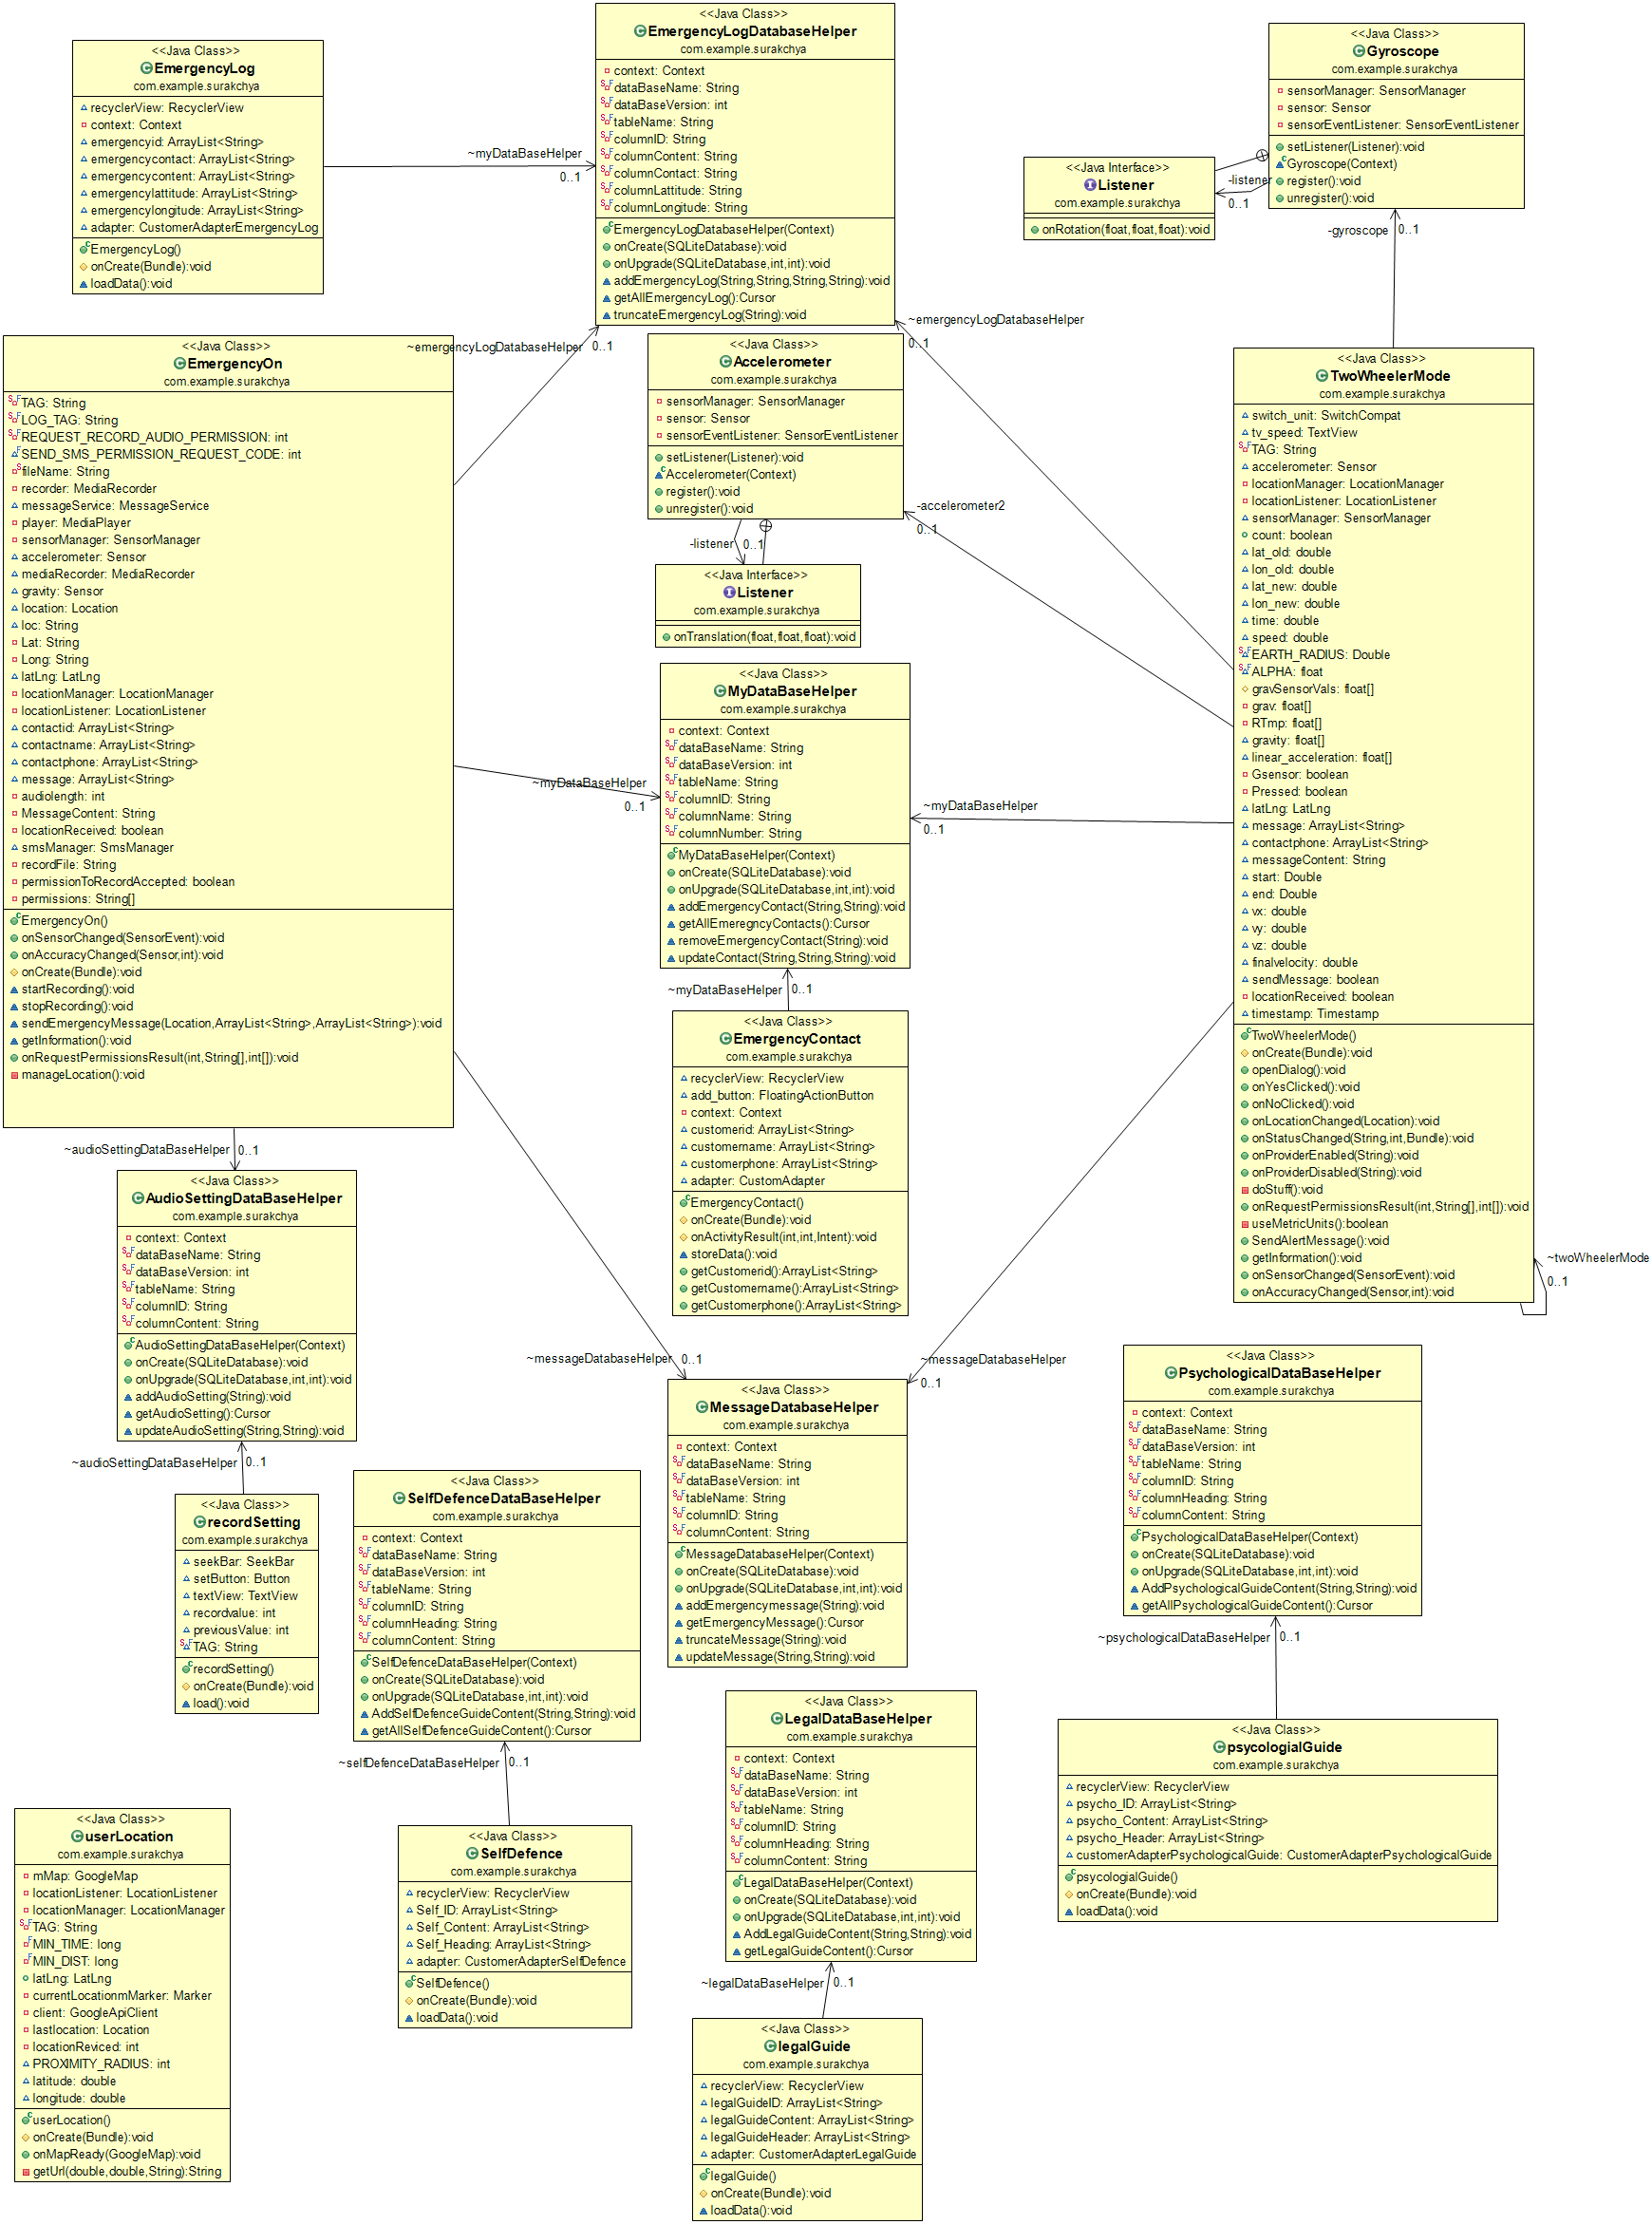 <<Java Class>>
EmergencyLog
com.example.surakchya
recyclerView: RecyclerView
context: Context
emergencyid: ArrayList<String>
emergencycontact: ArrayList<String>
emergencycontent: ArrayList<String>
emergencylattitude: ArrayList<String>
emergencylongitude: ArrayList<String>
adapter: CustomerAdapterEmergencyLog
EmergencyLog()
onCreate(Bundle):void
loadData():void
~myDataBaseHelper
0..1
<<Java Class>>
EmergencyLogDatabaseHelper
com.example.surakchya
context: Context
dataBaseName: String
dataBaseVersion: int
tableName: String
columnID: String
columnContent: String
columnContact: String
columnLattitude: String
columnLongitude: String
EmergencyLogDatabaseHelper(Context)
onCreate(SQLiteDatabase):void
onUpgrade(SQLiteDatabase,int,int):void
addEmergencyLog(String,String,String,String):void
getAllEmergencyLog():Cursor
truncateEmergencyLog(String):void
<<Java Class>>
Gyroscope
com.example.surakchya
sensorManager: SensorManager
sensor: Sensor
sensorEventListener: SensorEventListener
setListener(Listener):void
Gyroscope(Context)
register():void
unregister():void
<<Java Interface>>
Listener
com.example.surakchya
onRotation(float,float,float):void
-listener
0..1
-gyroscope
0..1
<<Java Class>>
EmergencyOn
com.example.surakchya
TAG: String
LOG_TAG: String
REQUEST_RECORD_AUDIO_PERMISSION: int
SEND_SMS_PERMISSION_REQUEST_CODE: int
fileName: String
recorder: MediaRecorder
messageService: MessageService
player: MediaPlayer
sensorManager: SensorManager
accelerometer: Sensor
mediaRecorder: MediaRecorder
gravity: Sensor
location: Location
loc: String
Lat: String
Long: String
latLng: LatLng
locationManager: LocationManager
locationListener: LocationListener
contactid: ArrayList<String>
contactname: ArrayList<String>
contactphone: ArrayList<String>
message: ArrayList<String>
audiolength: int
MessageContent: String
locationReceived: boolean
smsManager: SmsManager
recordFile: String
permissionToRecordAccepted: boolean
permissions: String[]
EmergencyOn()
onSensorChanged(SensorEvent):void
onAccuracyChanged(Sensor,int):void
onCreate(Bundle):void
startRecording():void
stopRecording():void
sendEmergencyMessage(Location,ArrayList<String>,ArrayList<String>):void
getInformation():void
onRequestPermissionsResult(int,String[],int[]):void
manageLocation():void
~emergencyLogDatabaseHelper
0..1
~emergencyLogDatabaseHelper
0..1
<<Java Class>>
Accelerometer
com.example.surakchya
sensorManager: SensorManager
sensor: Sensor
sensorEventListener: SensorEventListener
setListener(Listener):void
Accelerometer(Context)
register():void
unregister():void
-accelerometer2
0..1
-listener
0..1
<<Java Interface>>
Listener
com.example.surakchya
onTranslation(float,float,float):void
<<Java Class>>
TwoWheelerMode
com.example.surakchya
switch_unit: SwitchCompat
tv_speed: TextView
TAG: String
accelerometer: Sensor
locationManager: LocationManager
locationListener: LocationListener
sensorManager: SensorManager
count: boolean
lat_old: double
lon_old: double
lat_new: double
lon_new: double
time: double
speed: double
EARTH_RADIUS: Double
ALPHA: float
gravSensorVals: float[]
grav: float[]
RTmp: float[]
gravity: float[]
linear_acceleration: float[]
Gsensor: boolean
Pressed: boolean
latLng: LatLng
message: ArrayList<String>
contactphone: ArrayList<String>
messageContent: String
start: Double
end: Double
vx: double
vy: double
vz: double
finalvelocity: double
sendMessage: boolean
locationReceived: boolean
timestamp: Timestamp
TwoWheelerMode()
onCreate(Bundle):void
openDialog():void
onYesClicked():void
onNoClicked():void
onLocationChanged(Location):void
onStatusChanged(String,int,Bundle):void
onProviderEnabled(String):void
onProviderDisabled(String):void
doStuff():void
onRequestPermissionsResult(int,String[],int[]):void
useMetricUnits():boolean
SendAlertMessage():void
getInformation():void
onSensorChanged(SensorEvent):void
onAccuracyChanged(Sensor,int):void
~twoWheelerMode
0..1
<<Java Class>>
MyDataBaseHelper
com.example.surakchya
context: Context
dataBaseName: String
dataBaseVersion: int
tableName: String
columnID: String
columnName: String
columnNumber: String
MyDataBaseHelper(Context)
onCreate(SQLiteDatabase):void
onUpgrade(SQLiteDatabase,int,int):void
addEmergencyContact(String,String):void
getAllEmeregncyContacts():Cursor
removeEmergencyContact(String):void
updateContact(String,String,String):void
~myDataBaseHelper
0..1
~myDataBaseHelper
0..1
~myDataBaseHelper
0..1
<<Java Class>>
EmergencyContact
com.example.surakchya
recyclerView: RecyclerView
add_button: FloatingActionButton
context: Context
customerid: ArrayList<String>
customername: ArrayList<String>
customerphone: ArrayList<String>
adapter: CustomAdapter
EmergencyContact()
onCreate(Bundle):void
onActivityResult(int,int,Intent):void
storeData():void
getCustomerid():ArrayList<String>
getCustomername():ArrayList<String>
getCustomerphone():ArrayList<String>
~audioSettingDataBaseHelper
0..1
<<Java Class>>
AudioSettingDataBaseHelper
com.example.surakchya
context: Context
dataBaseName: String
dataBaseVersion: int
tableName: String
columnID: String
columnContent: String
AudioSettingDataBaseHelper(Context)
onCreate(SQLiteDatabase):void
onUpgrade(SQLiteDatabase,int,int):void
addAudioSetting(String):void
getAudioSetting():Cursor
updateAudioSetting(String,String):void
~audioSettingDataBaseHelper
0..1
<<Java Class>>
recordSetting
com.example.surakchya
seekBar: SeekBar
setButton: Button
textView: TextView
recordvalue: int
previousValue: int
TAG: String
recordSetting()
onCreate(Bundle):void
load():void
~messageDatabaseHelper
0..1
~messageDatabaseHelper
0..1
<<Java Class>>
MessageDatabaseHelper
com.example.surakchya
context: Context
dataBaseName: String
dataBaseVersion: int
tableName: String
columnID: String
columnContent: String
MessageDatabaseHelper(Context)
onCreate(SQLiteDatabase):void
onUpgrade(SQLiteDatabase,int,int):void
addEmergencymessage(String):void
getEmergencyMessage():Cursor
truncateMessage(String):void
updateMessage(String,String):void
<<Java Class>>
PsychologicalDataBaseHelper
com.example.surakchya
context: Context
dataBaseName: String
dataBaseVersion: int
tableName: String
columnID: String
columnHeading: String
columnContent: String
PsychologicalDataBaseHelper(Context)
onCreate(SQLiteDatabase):void
onUpgrade(SQLiteDatabase,int,int):void
AddPsychologicalGuideContent(String,String):void
getAllPsychologicalGuideContent():Cursor
~psychologicalDataBaseHelper
0..1
<<Java Class>>
SelfDefenceDataBaseHelper
com.example.surakchya
context: Context
dataBaseName: String
dataBaseVersion: int
tableName: String
columnID: String
columnHeading: String
columnContent: String
SelfDefenceDataBaseHelper(Context)
onCreate(SQLiteDatabase):void
onUpgrade(SQLiteDatabase,int,int):void
AddSelfDefenceGuideContent(String,String):void
getAllSelfDefenceGuideContent():Cursor
~selfDefenceDataBaseHelper
0..1
<<Java Class>>
LegalDataBaseHelper
com.example.surakchya
context: Context
dataBaseName: String
dataBaseVersion: int
tableName: String
columnID: String
columnHeading: String
columnContent: String
LegalDataBaseHelper(Context)
onCreate(SQLiteDatabase):void
onUpgrade(SQLiteDatabase,int,int):void
AddLegalGuideContent(String,String):void
getLegalGuideContent():Cursor
~legalDataBaseHelper
0..1
<<Java Class>>
psycologialGuide
com.example.surakchya
recyclerView: RecyclerView
psycho_ID: ArrayList<String>
psycho_Content: ArrayList<String>
psycho_Header: ArrayList<String>
customerAdapterPsychologicalGuide: CustomerAdapterPsychologicalGuide
psycologialGuide()
onCreate(Bundle):void
loadData():void
<<Java Class>>
userLocation
com.example.surakchya
mMap: GoogleMap
locationListener: LocationListener
locationManager: LocationManager
TAG: String
MIN_TIME: long
MIN_DIST: long
latLng: LatLng
currentLocationmMarker: Marker
client: GoogleApiClient
lastlocation: Location
locationReviced: int
PROXIMITY_RADIUS: int
latitude: double
longitude: double
userLocation()
onCreate(Bundle):void
onMapReady(GoogleMap):void
getUrl(double,double,String):String
<<Java Class>>
SelfDefence
com.example.surakchya
recyclerView: RecyclerView
Self_ID: ArrayList<String>
Self_Content: ArrayList<String>
Self_Heading: ArrayList<String>
adapter: CustomerAdapterSelfDefence
SelfDefence()
onCreate(Bundle):void
loadData():void
<<Java Class>>
legalGuide
com.example.surakchya
recyclerView: RecyclerView
legalGuideID: ArrayList<String>
legalGuideContent: ArrayList<String>
legalGuideHeader: ArrayList<String>
adapter: CustomerAdapterLegalGuide
legalGuide()
onCreate(Bundle):void
loadData():void